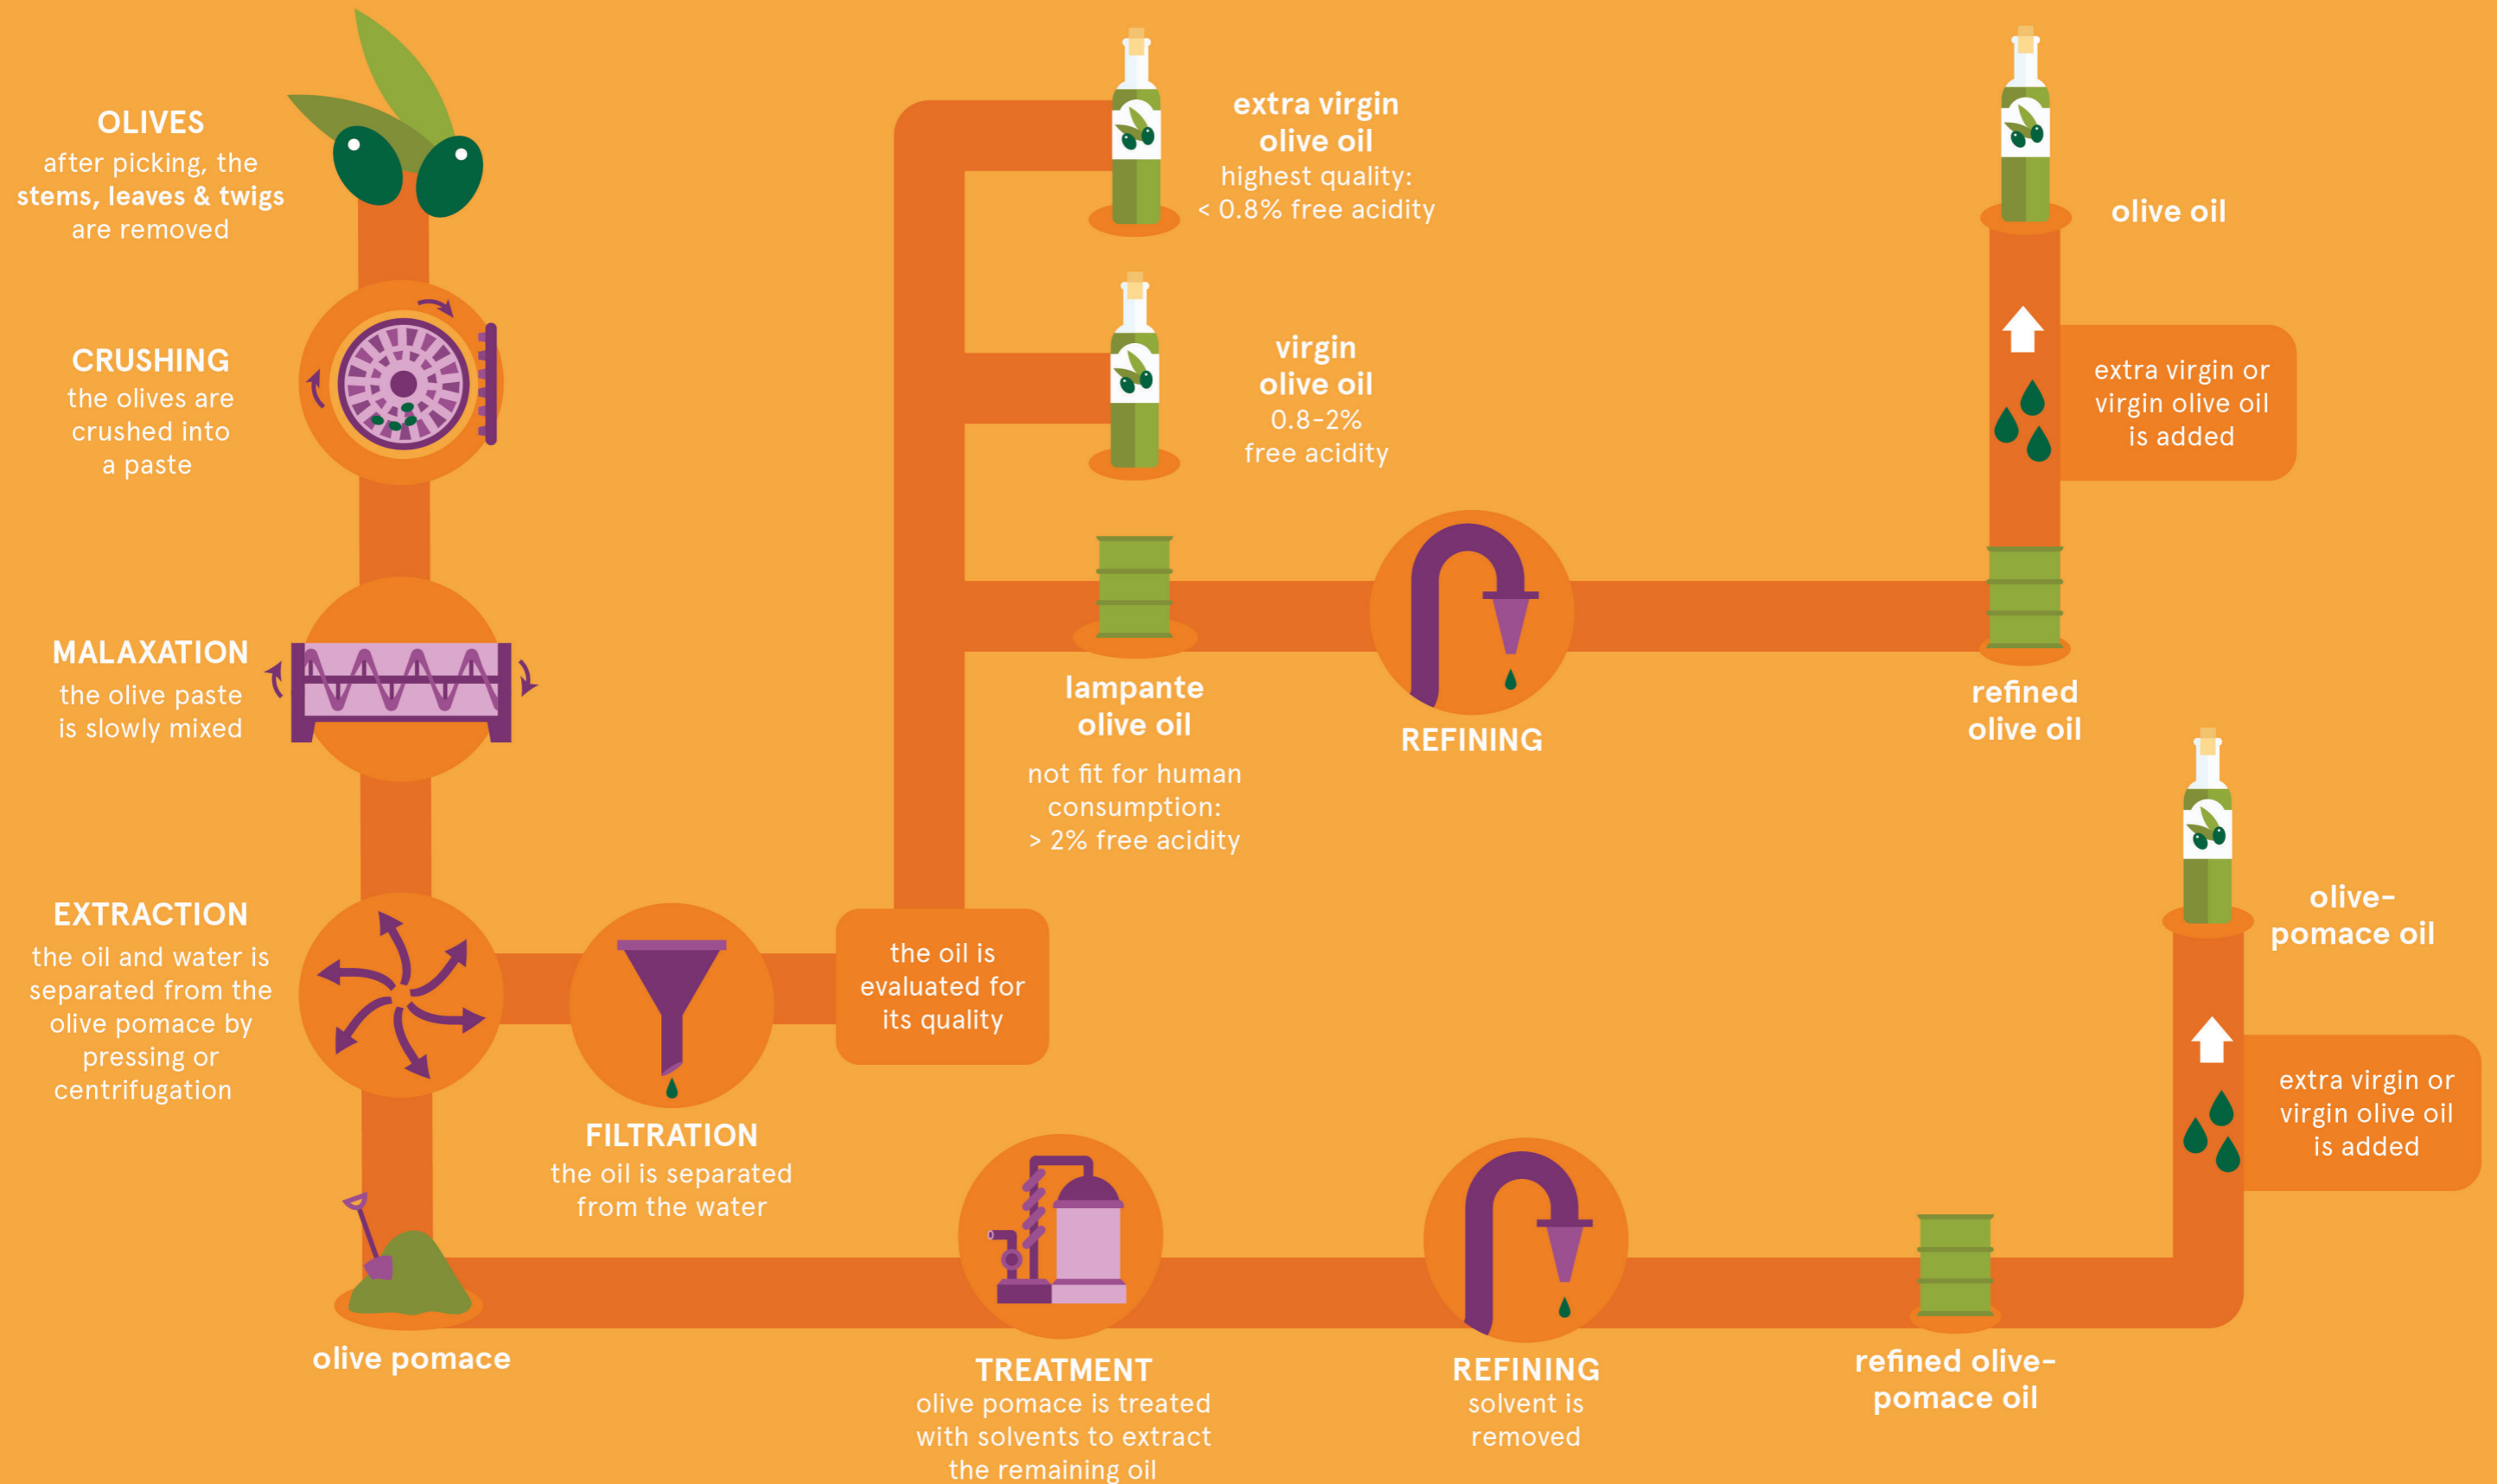 OLIVES
after picking, the
stems, leaves & twigs
are removed
CRUSHING
the olives are
crushed into
a paste
MALAXATION
the olive paste
is slowly mixed
EXTRACTION
the oil and water is
separated from the
olive pomace by
pressing or
centrifugation
olive pomace
FILTRATION
the oil is separated
from the water
the oil is
evaluated for
its quality
extra virgin
olive oil
highest quality:
< 0.8% free acidity
virgin
olive oil
0.8-2%
free acidity
lampante
olive oil
not fit for human
consumption:
> 2% free acidity
REFINING
refined
olive oil
extra virgin or
virgin olive oil
is added
olive oil
TREATMENT
olive pomace is treated
with solvents to extract
the remaining oil
REFINING
solvent is
removed
refined olive-
pomace oil
extra virgin or
virgin olive oil
is added
olive-
pomace oil